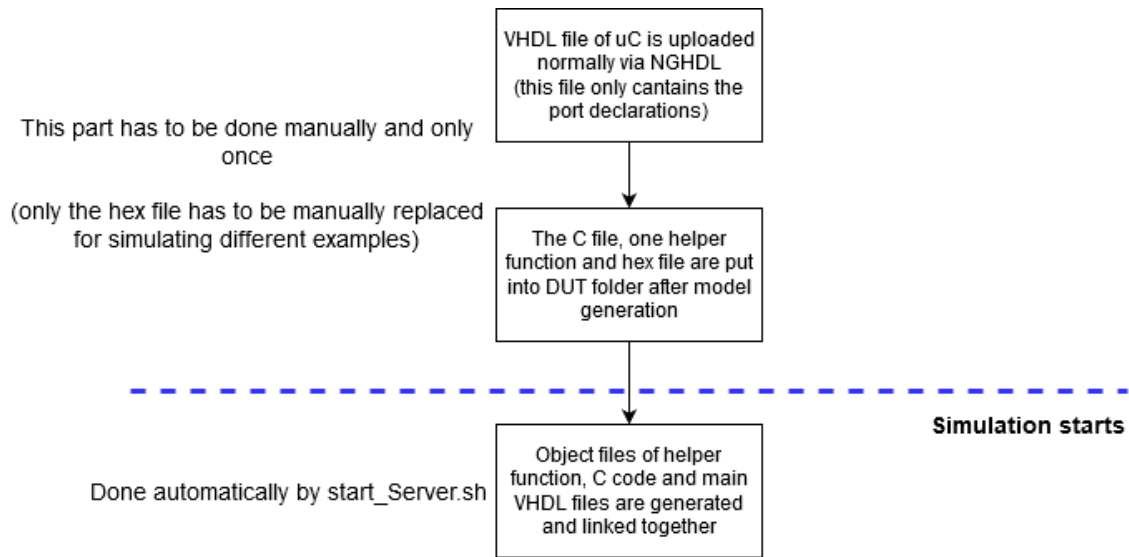 VHDL file of uC is uploaded
normally via NGHDL
(this file only cantains the
port declarations)
This part has to be done manually and only
once
(only the hex file has to be manually replaced
for simulating different examples)
The C file, one helper
function and hex file are put
into DUT folder after model
generation
Simulation starts
Done automatically by start_Server.sh
Object files of helper
function, C code and main
VHDL files are generated
and linked together